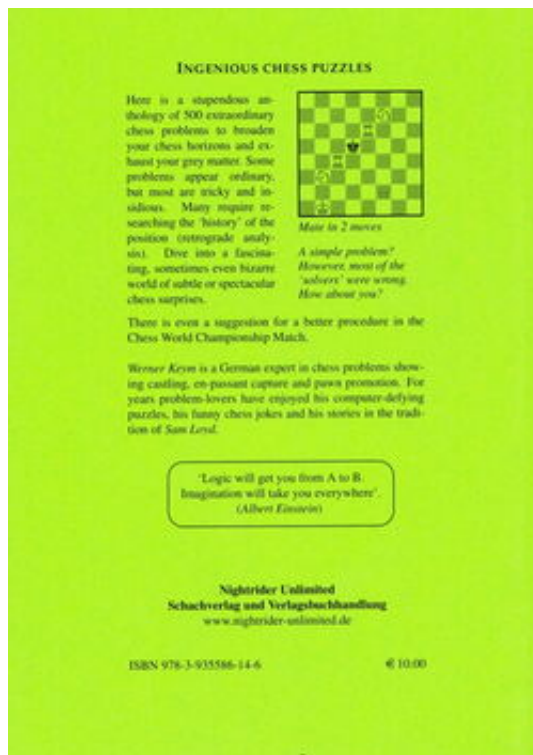 INGENIOUS CHESS PUZZLES
Here is a stupendous an-
thology of 500 extraordinary
chess problems to broaden
your chess horizons and ex-
haust your grey matter. Some
problems appear ordinary,
but most are tricky and in-
sidious. Many require re-
searching the 'history' of the
position (retrograde analy-
sis). Dive into a fascina-
ting, sometimes even bizarre
world of subtle or spectacular
chess surprises.
Mate in 2 moves
A simple problem?
However, most of the
'solvers' were wrong.
How about you?
There is even a suggestion for a better procedure in the
Chess World Championship Match.
Werner Keym is a German expert in chess problems show-
ing castling, en-passant capture and pawn promotion. For
years problem-lovers have enjoyed his computer-defying
puzzles, his funny chess jokes and his stories in the tradi-
tion of Sam Loyd.
'Logic will get you from A to B.
Imagination will take you everywhere'.
(Albert Einstein)
Nightrider Unlimited
Schachverlag und Verlagsbuchhandlung
www.nightrider-unlimited.de
ISBN 978-3-935586-14-6 € 10.00